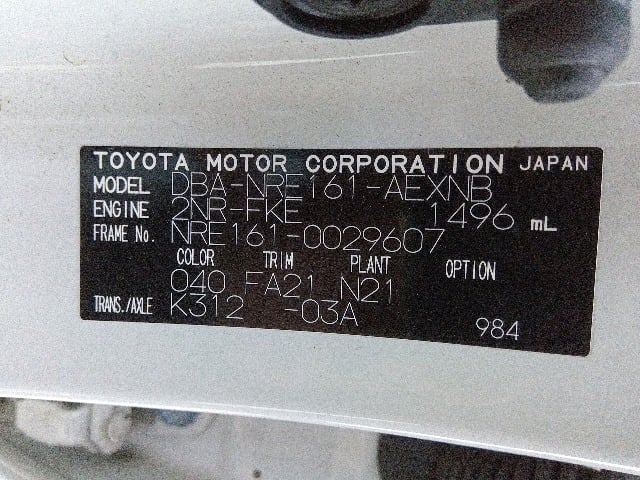 TOYOTA MOTOR CORPORATION JAPAN
MODEL DBA-NRE161-AEXNB
ENGINE 2NR-FKE 1496 mL
FRAME No. NRE161-0029607
COLOR TRIM PLANT OPTION
040 FA21 N21
TRANS./AXLE K312 -03A
984